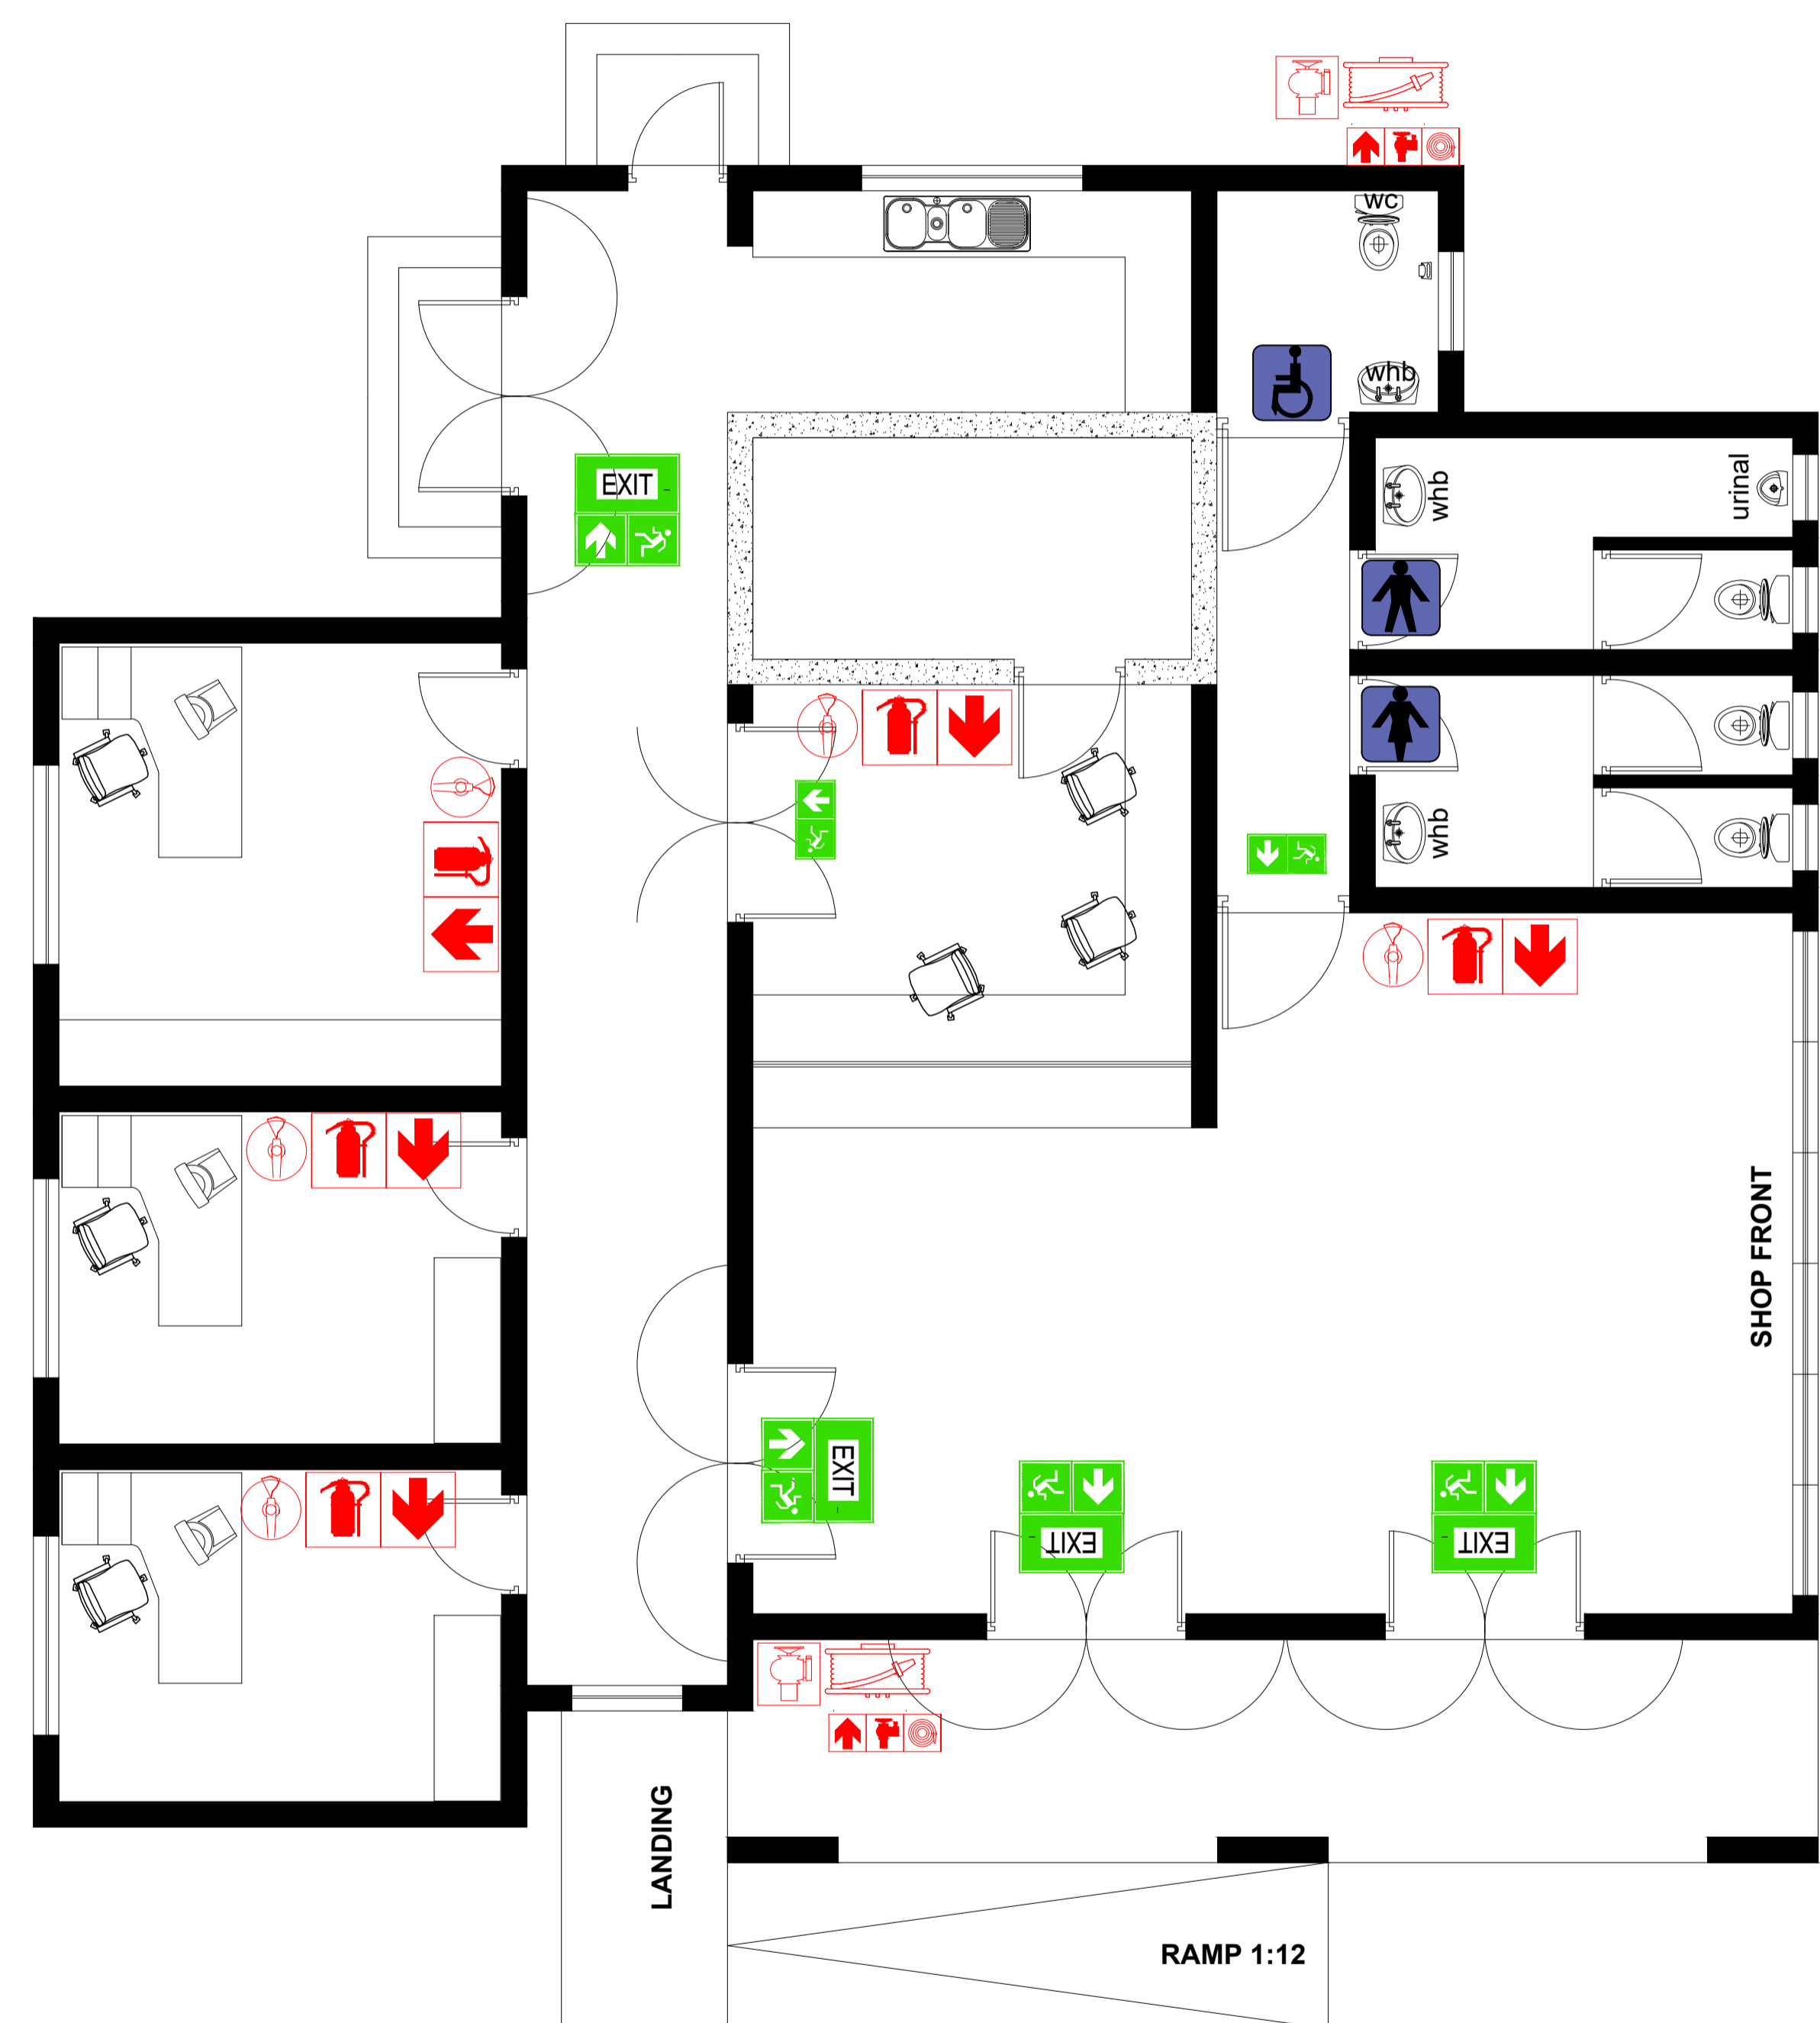 wc
whb
EXIT
whb
urinal
whb
SHOP FRONT
EXIT
EXIT
EXIT
LANDING
RAMP 1:12